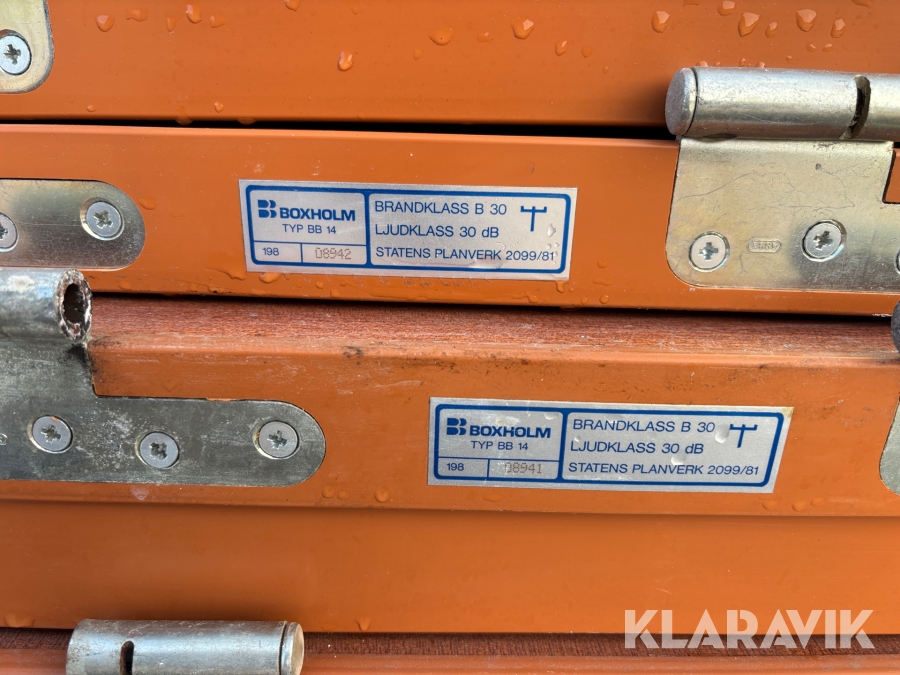 BOXHOLM
TYP BB 14
198 08942
BRANDKLASS B 30
LJUDKLASS 30 dB
STATENS PLANVERK 2099/81
BOXHOLM
TYP BB 14
198 08941
BRANDKLASS B 30
LJUDKLASS 30 dB
STATENS PLANVERK 2099/81
KLARAVIK